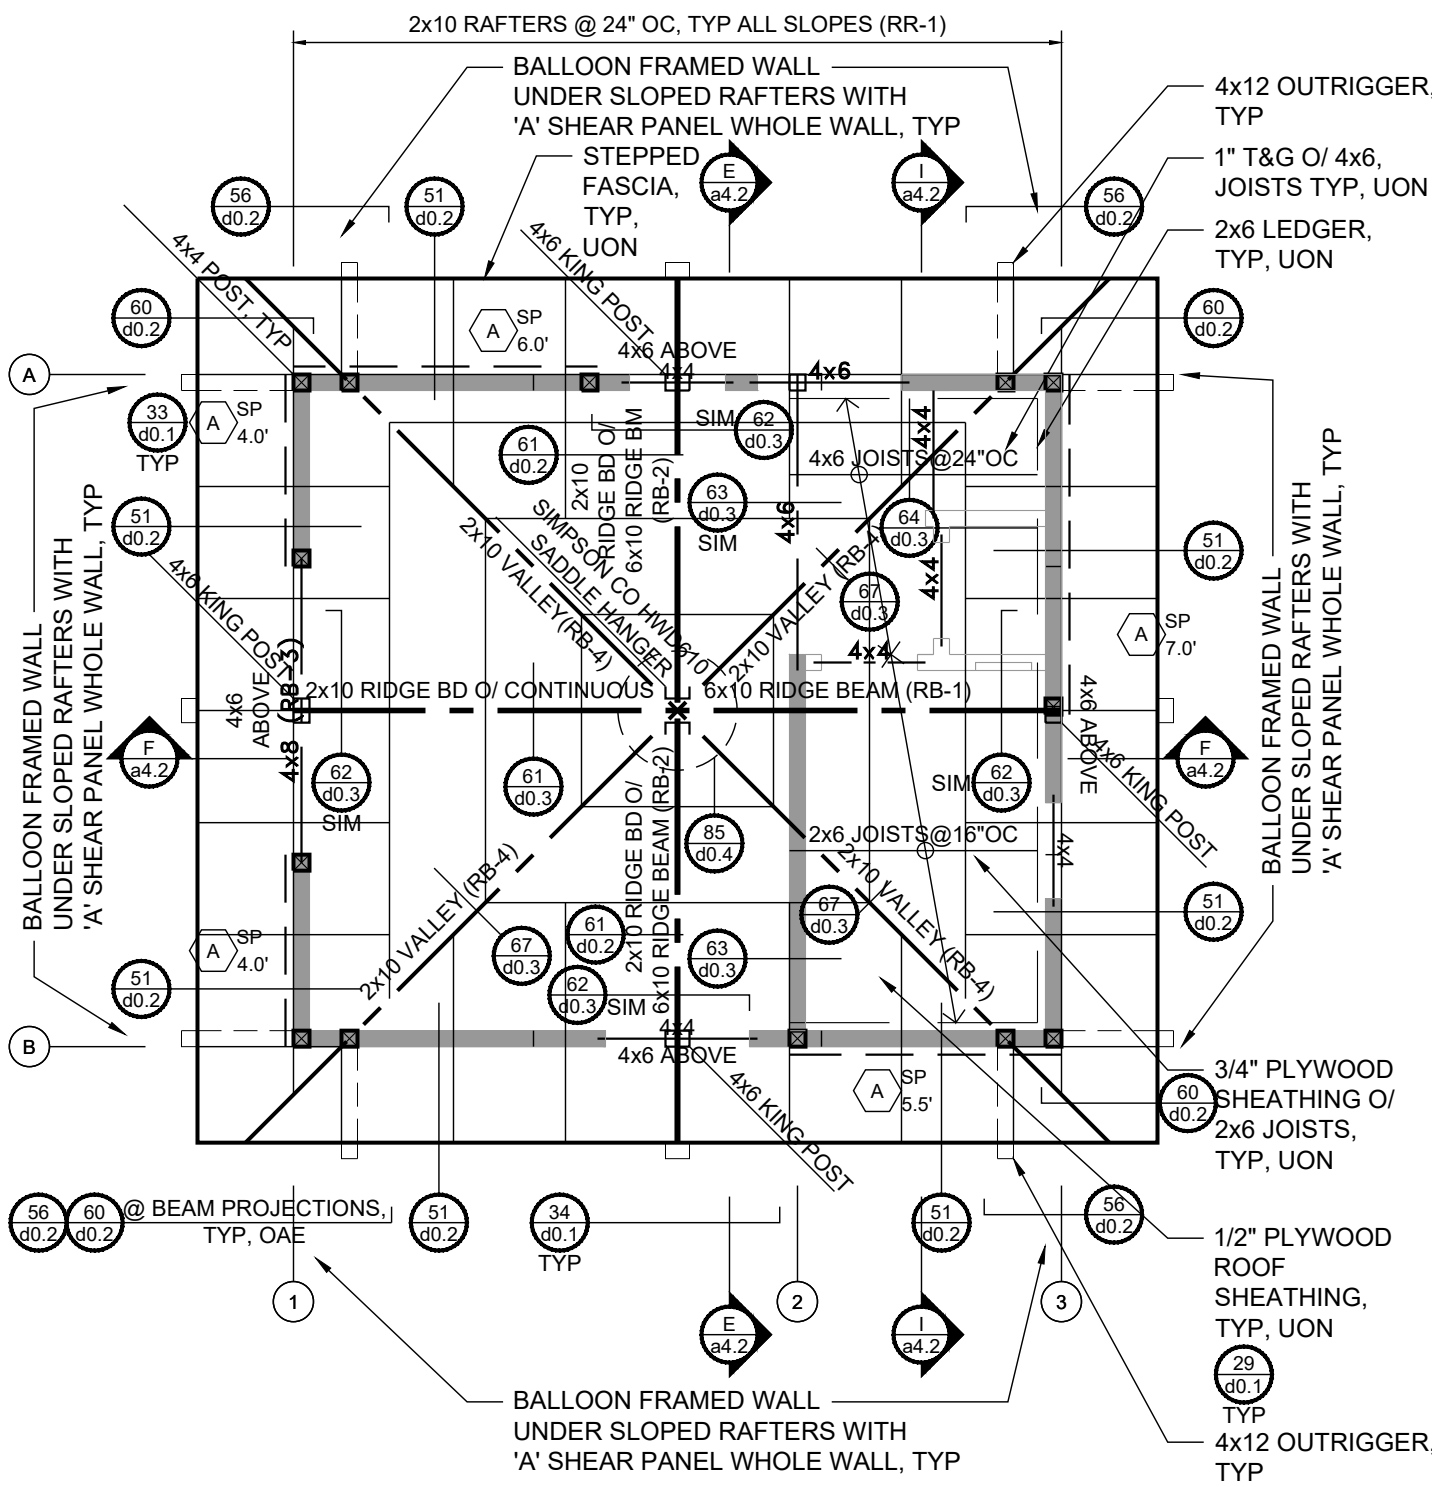 2x10 RAFTERS @ 24" OC, TYP ALL SLOPES (RR-1)
BALLOON FRAMED WALL
UNDER SLOPED RAFTERS WITH
'A' SHEAR PANEL WHOLE WALL, TYP
4x12 OUTRIGGER,
TYP
STEPPED
FASCIA,
TYP,
UON
E
a4.2
I
a4.2
1" T&G O/ 4x6,
JOISTS TYP, UON
56
d0.2
51
d0.2
56
d0.2
2x6 LEDGER,
TYP, UON
4x4 POST, TYP
4x6 KING POST
60
d0.2
A
SP
6.0'
60
d0.2
4x6 ABOVE
4x4
4x6
A
33
d0.1
TYP
A
SP
4.0'
SIM
62
d0.3
4x4
61
d0.2
2x10
RIDGE BD O/
6x10 RIDGE BM
(RB-2)
4x6 JOISTS@24"OC
63
d0.3
SIM
4x6
64
d0.3
51
d0.2
51
d0.2
2x10 VALLEY(RB-4)
SIMPSON CO HWD610
SADDLE HANGER
2x10 VALLEY (RB-4)
67
d0.3
4x4
4x6 KING POST
BALLOON FRAMED WALL
UNDER SLOPED RAFTERS WITH
'A' SHEAR PANEL WHOLE WALL, TYP
BALLOON FRAMED WALL
UNDER SLOPED RAFTERS WITH
'A' SHEAR PANEL WHOLE WALL, TYP
A
SP
7.0'
4x4
4x6
ABOVE
4x8 (RB-3)
2x10 RIDGE BD O/ CONTINUOUS
6x10 RIDGE BEAM (RB-1)
4x6 ABOVE
4x6 KING POST
F
a4.2
F
a4.2
62
d0.3
SIM
61
d0.3
2x10 RIDGE BD O/
6x10 RIDGE BEAM (RB-2)
85
d0.4
SIM
62
d0.3
2x6 JOISTS@16"OC
4x4
2x10 VALLEY (RB-4)
2x10 VALLEY (RB-4)
67
d0.3
51
d0.2
A
SP
4.0'
67
d0.3
61
d0.2
63
d0.3
51
d0.2
62
d0.3
SIM
B
4x4
4x6 ABOVE
4x6 KING POST
A
SP
5.5'
60
d0.2
3/4" PLYWOOD
SHEATHING O/
2x6 JOISTS,
TYP, UON
56
d0.2
60
d0.2
@ BEAM PROJECTIONS,
TYP, OAE
51
d0.2
34
d0.1
TYP
51
d0.2
56
d0.2
1/2" PLYWOOD
ROOF
SHEATHING,
TYP, UON
1
2
3
E
a4.2
I
a4.2
29
d0.1
TYP
BALLOON FRAMED WALL
UNDER SLOPED RAFTERS WITH
'A' SHEAR PANEL WHOLE WALL, TYP
4x12 OUTRIGGER,
TYP